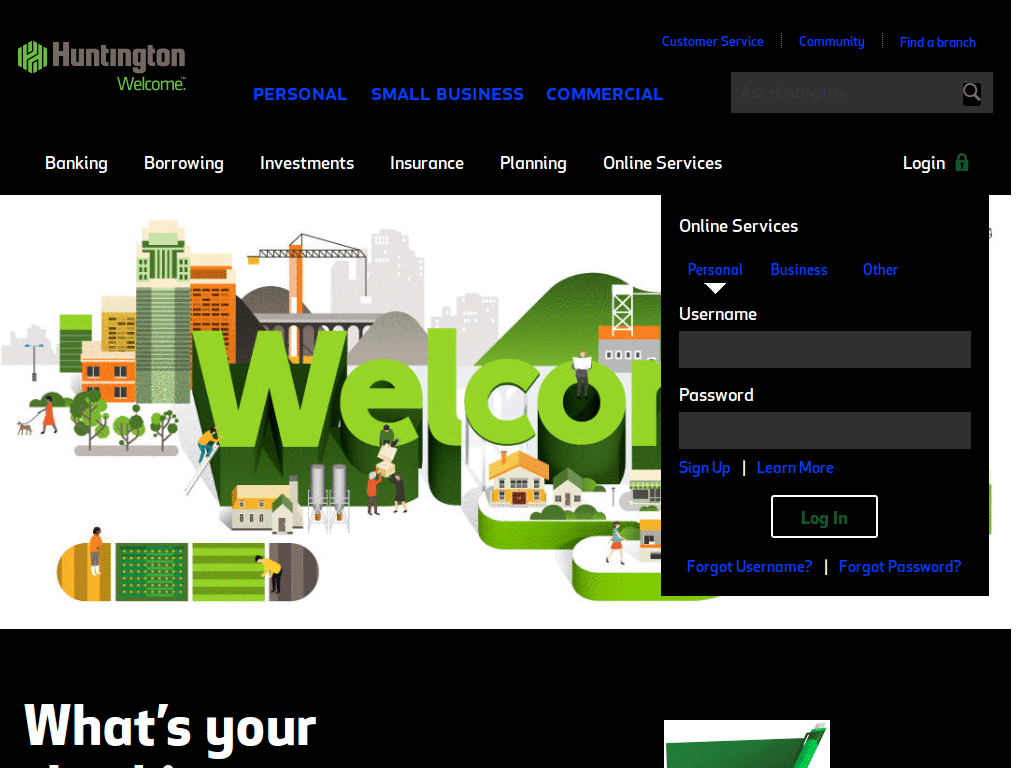 Customer Service
Community
Find a branch
Huntington
Welcome.
PERSONAL
SMALL BUSINESS
COMMERCIAL
Ask Huntington
Banking
Borrowing
Investments
Insurance
Planning
Online Services
Login
Online Services
Personal
Business
Other
Username
Password
Sign Up | Learn More
Log In
Forgot Username? | Forgot Password?
What's your